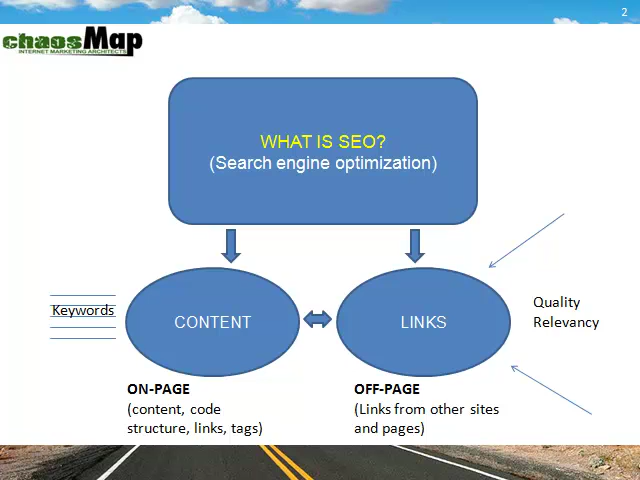 2
chaosMap
INTERNET MARKETING ARCHITECTS
WHAT IS SEO?
(Search engine optimization)
Keywords
CONTENT
LINKS
Quality
Relevancy
ON-PAGE
(content, code
structure, links, tags)
OFF-PAGE
(Links from other sites
and pages)